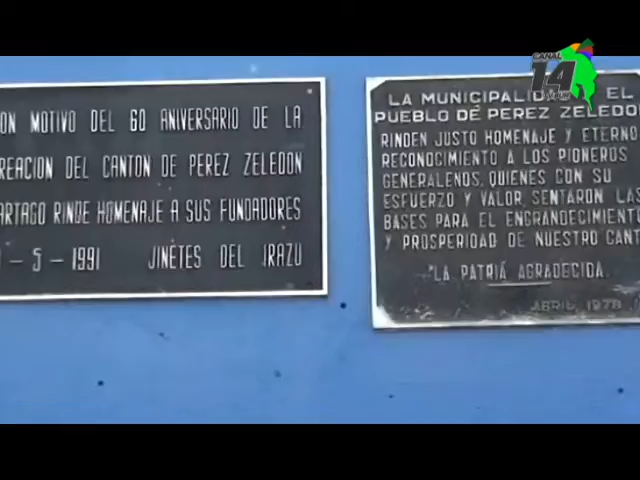 ON MOTIVO DEL 60 ANIVERSARIO DE LA
REACION DEL CANTON DE PEREZ ZELEDON
ARTAGO RINDE HOMENAJE A SUS FUNDADORES
- 5 - 1991 JINETES DEL IRAZU
CANAL
14
LA MUNICIPALIDAD EL
PUEBLO DE PEREZ ZELEDO
RINDEN JUSTO HOMENAJE Y ETERNO
RECONOCIMIENTO A LOS PIONEROS
GENERALEÑOS, QUIENES CON SU
ESFUERZO Y VALOR, SENTARON LAS
BASES PARA EL ENGRANDECIMIENT
Y PROSPERIDAD DE NUESTRO CANT
"LA PATRIA AGRADECIDA.
ABRIL 1978